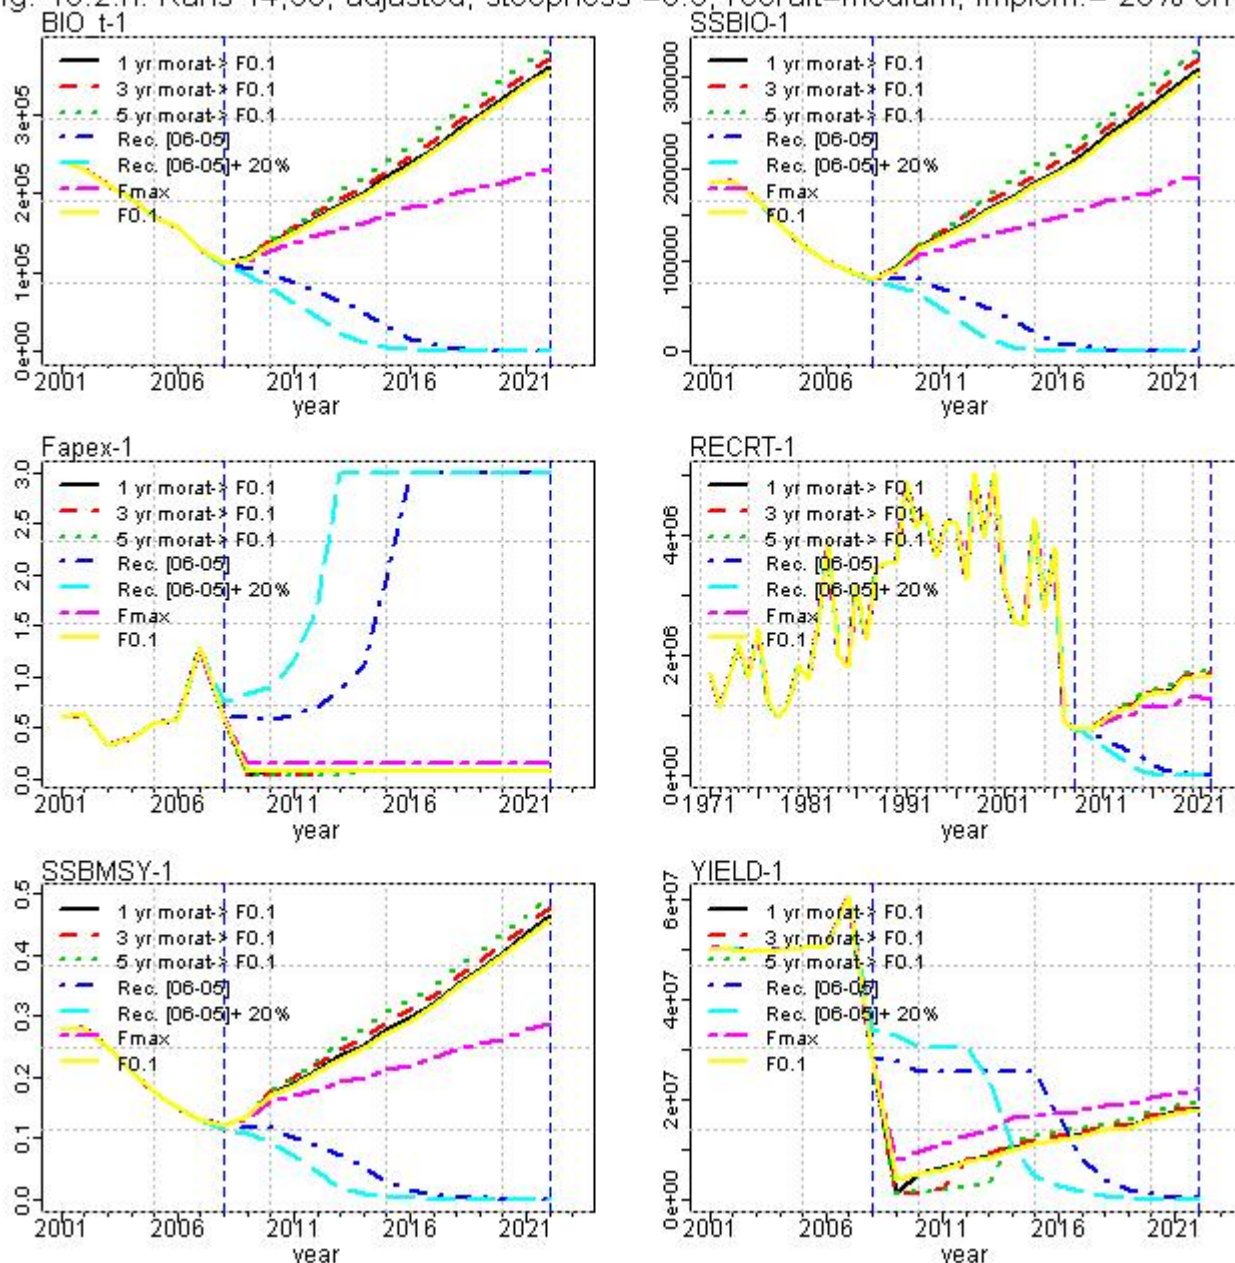 adjusted, steepness recruit=medium, implem.= 20%
BIO_t-1
1 yr morat-> F0.1
3 yr morat-> F0.1
5 yr morat-> F0.1
Rec. [06-05]
Rec. [06-05]+ 20%
Fmax
F0.1
3e+05
2e+05
1e+05
0e+00
2001 2006 2011 2016 2021
year
SSBIO-1
1 yr morat-> F0.1
3 yr morat-> F0.1
5 yr morat-> F0.1
Rec. [06-05]
Rec. [06-05]+ 20%
Fmax
F0.1
300000
200000
100000
0
2001 2006 2011 2016 2021
year
Fapex-1
1 yr morat-> F0.1
3 yr morat-> F0.1
5 yr morat-> F0.1
Rec. [06-05]
Rec. [06-05]+ 20%
Fmax
F0.1
3.0
2.5
2.0
1.5
1.0
0.5
0.0
2001 2006 2011 2016 2021
year
RECRT-1
1 yr morat-> F0.1
3 yr morat-> F0.1
5 yr morat-> F0.1
Rec. [06-05]
Rec. [06-05]+ 20%
Fmax
F0.1
4e+06
2e+06
0e+00
1971 1981 1991 2001 2011 2021
year
SSBMSY-1
1 yr morat-> F0.1
3 yr morat-> F0.1
5 yr morat-> F0.1
Rec. [06-05]
Rec. [06-05]+ 20%
Fmax
F0.1
0.5
0.4
0.3
0.2
0.1
0.0
2001 2006 2011 2016 2021
year
YIELD-1
1 yr morat-> F0.1
3 yr morat-> F0.1
5 yr morat-> F0.1
Rec. [06-05]
Rec. [06-05]+ 20%
Fmax
F0.1
6e+07
4e+07
2e+07
0e+00
2001 2006 2011 2016 2021
year